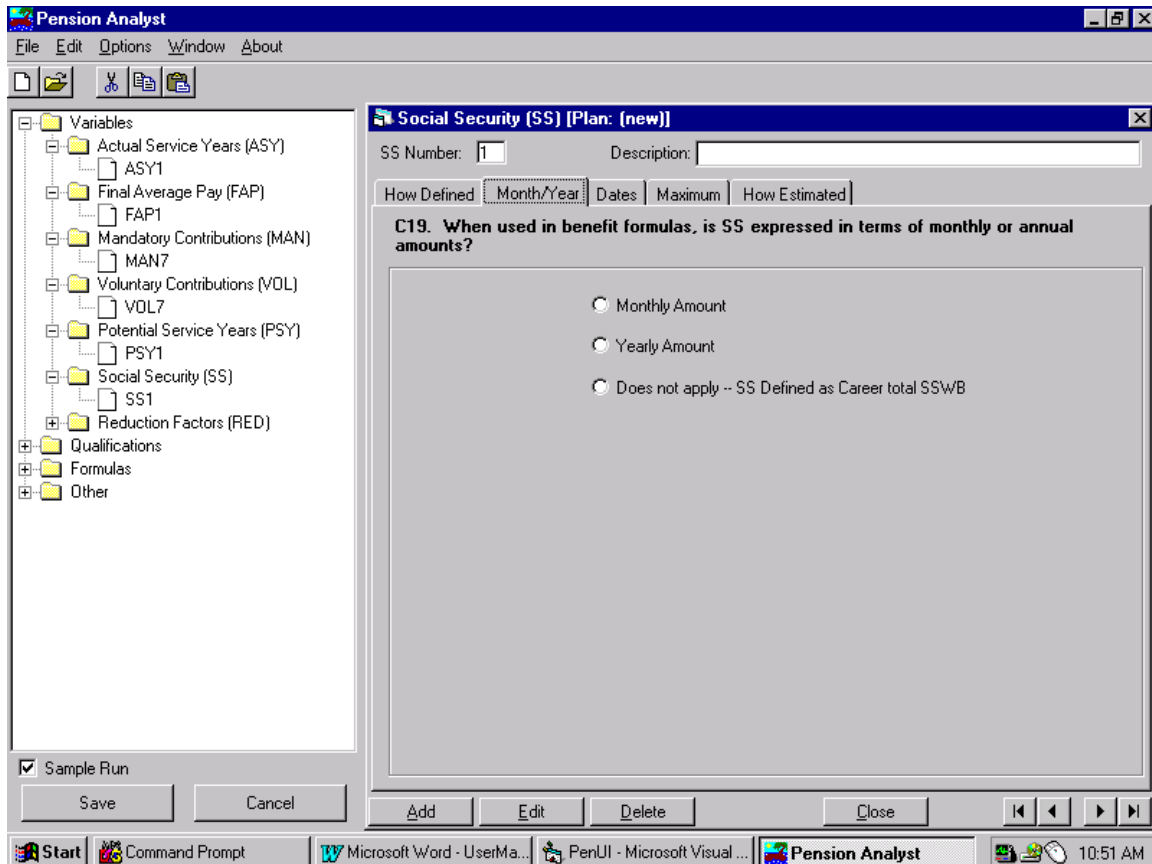 Pension Analyst
File Edit Options Window About
Variables
Actual Service Years (ASY)
ASY1
Final Average Pay (FAP)
FAP1
Mandatory Contributions (MAN)
MAN7
Voluntary Contributions (VOL)
VOL7
Potential Service Years (PSY)
PSY1
Social Security (SS)
SS1
Reduction Factors (RED)
Qualifications
Formulas
Other
Sample Run
Save Cancel
Social Security (SS) [Plan: (new)]
SS Number: 1 Description:
How Defined Month/Year Dates Maximum How Estimated
C19. When used in benefit formulas, is SS expressed in terms of monthly or annual
amounts?
Monthly Amount
Yearly Amount
Does not apply -- SS Defined as Career total SSWB
Add Edit Delete Close
Start Command Prompt Microsoft Word - UserMa... PenUI - Microsoft Visual ... Pension Analyst 10:51 AM